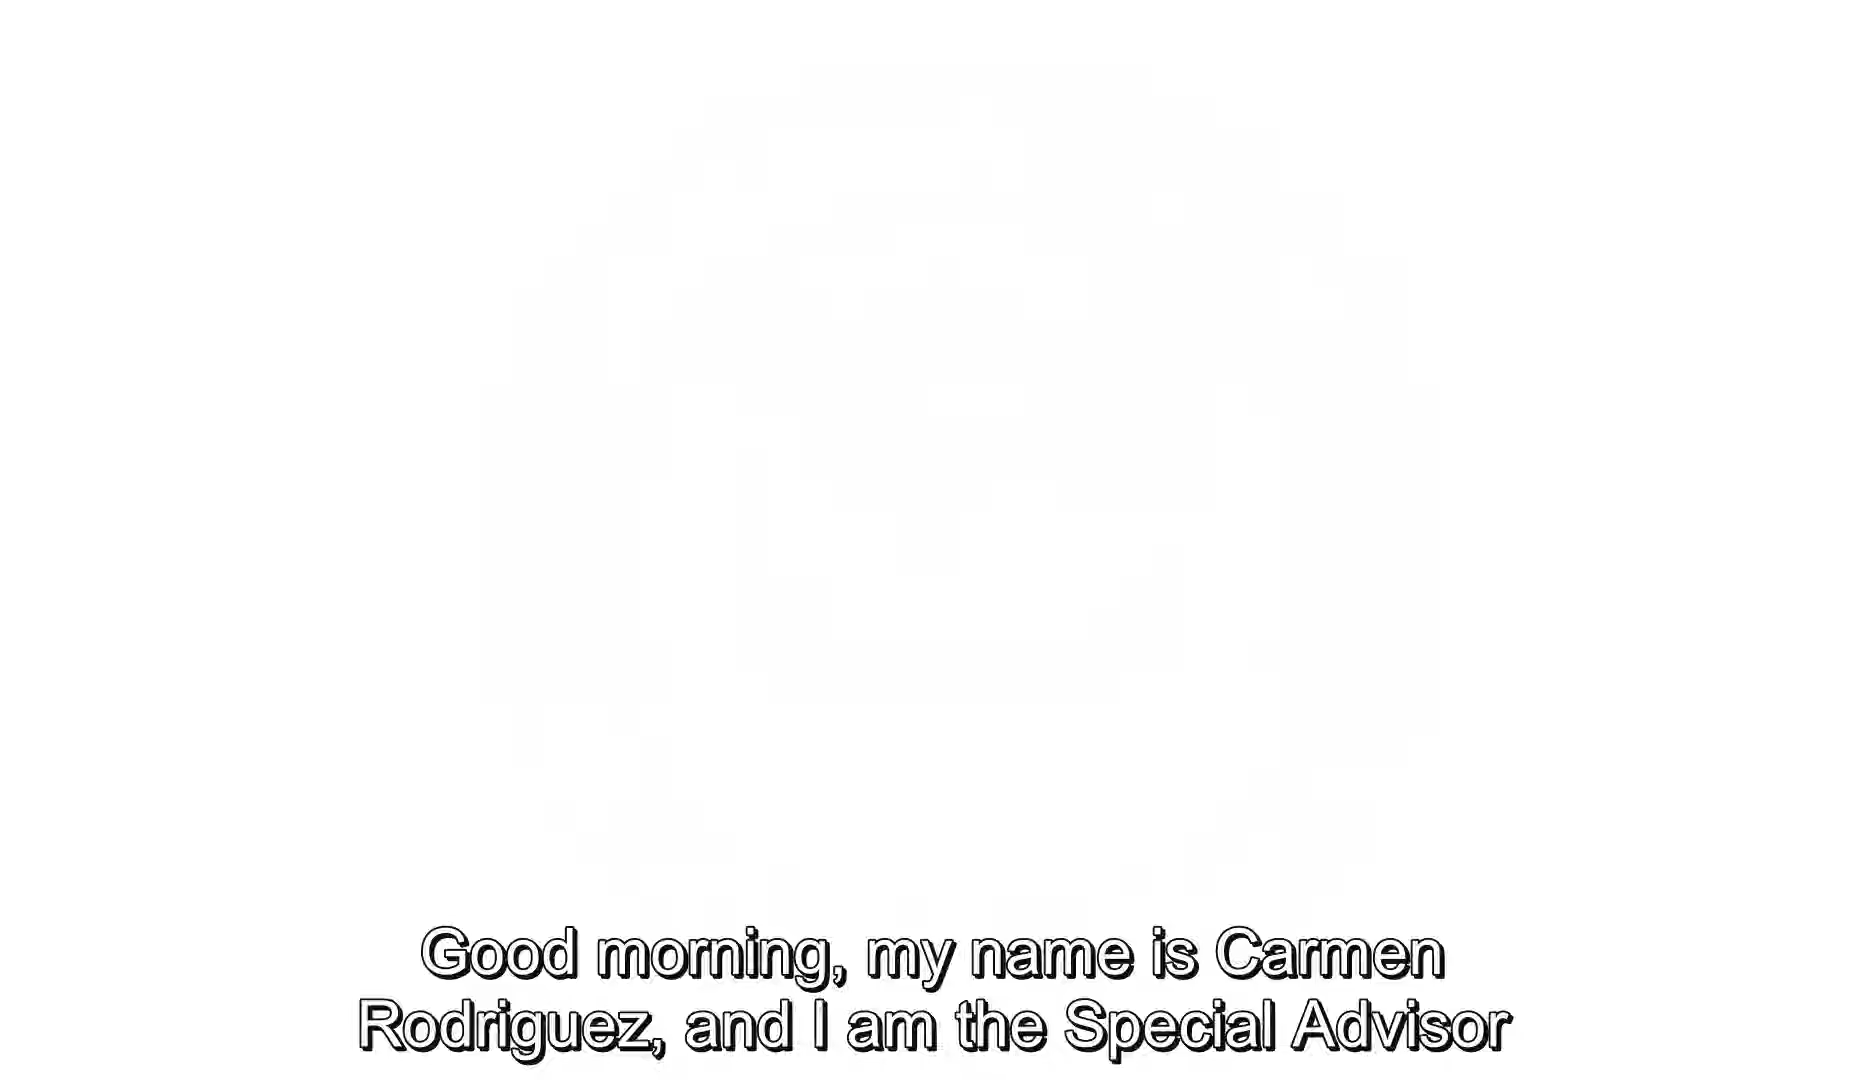 Good morning, my name is Carmen
Rodriguez, and I am the Special Advisor